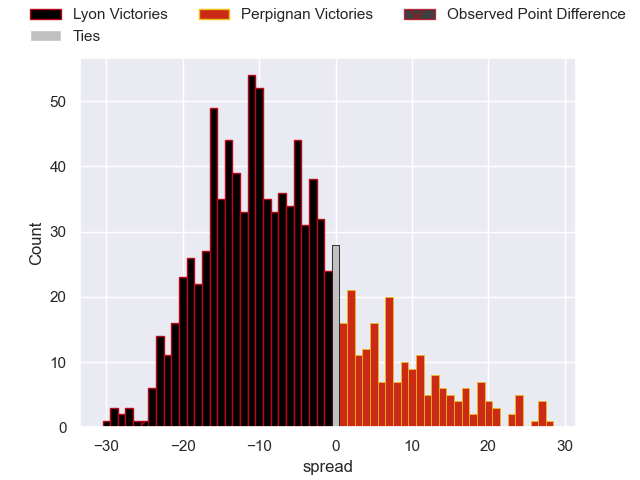 Lyon Victories Perpignan Victories Observed Point Difference
Ties
50
40
30
20
10
0
Count
−30 −20 −10 0 10 20 30
spread